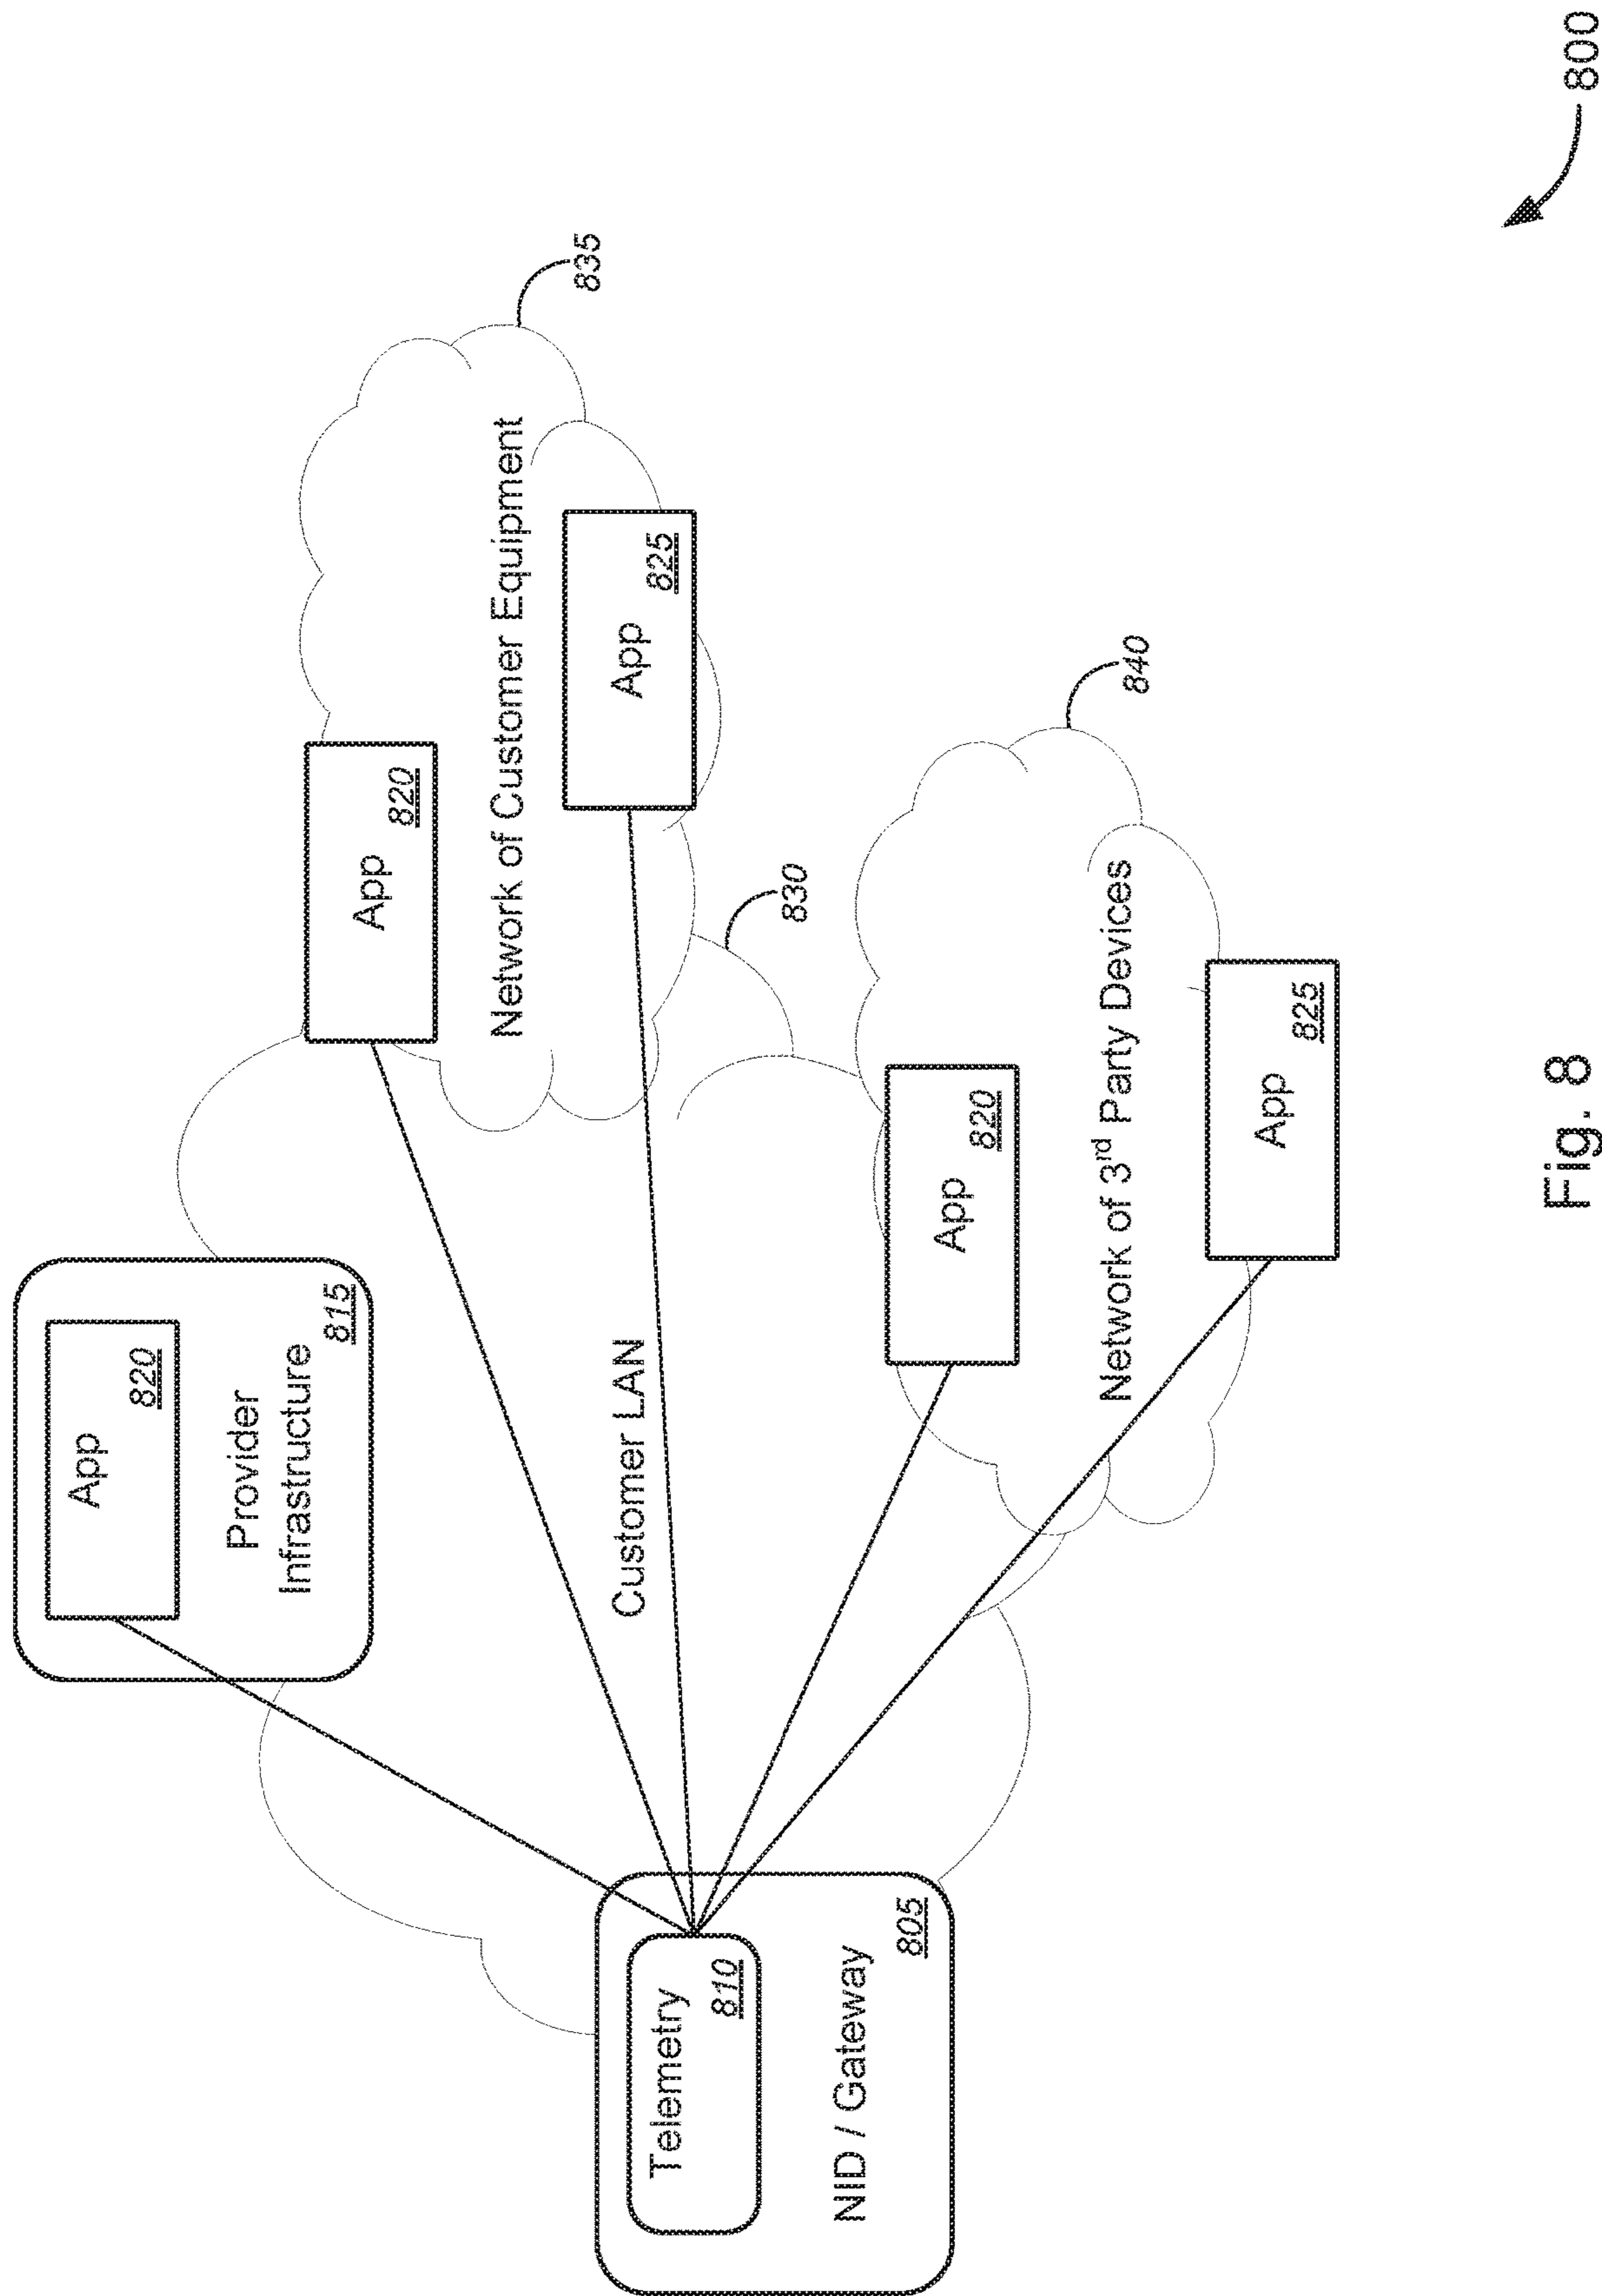 App
820
Provider
Infrastructure
815
App
820
Network of Customer Equipment
835
App
825
Customer LAN
830
Telemetry
810
NID / Gateway
805
App
820
840
Network of 3rd Party Devices
App
825
Fig. 8
800